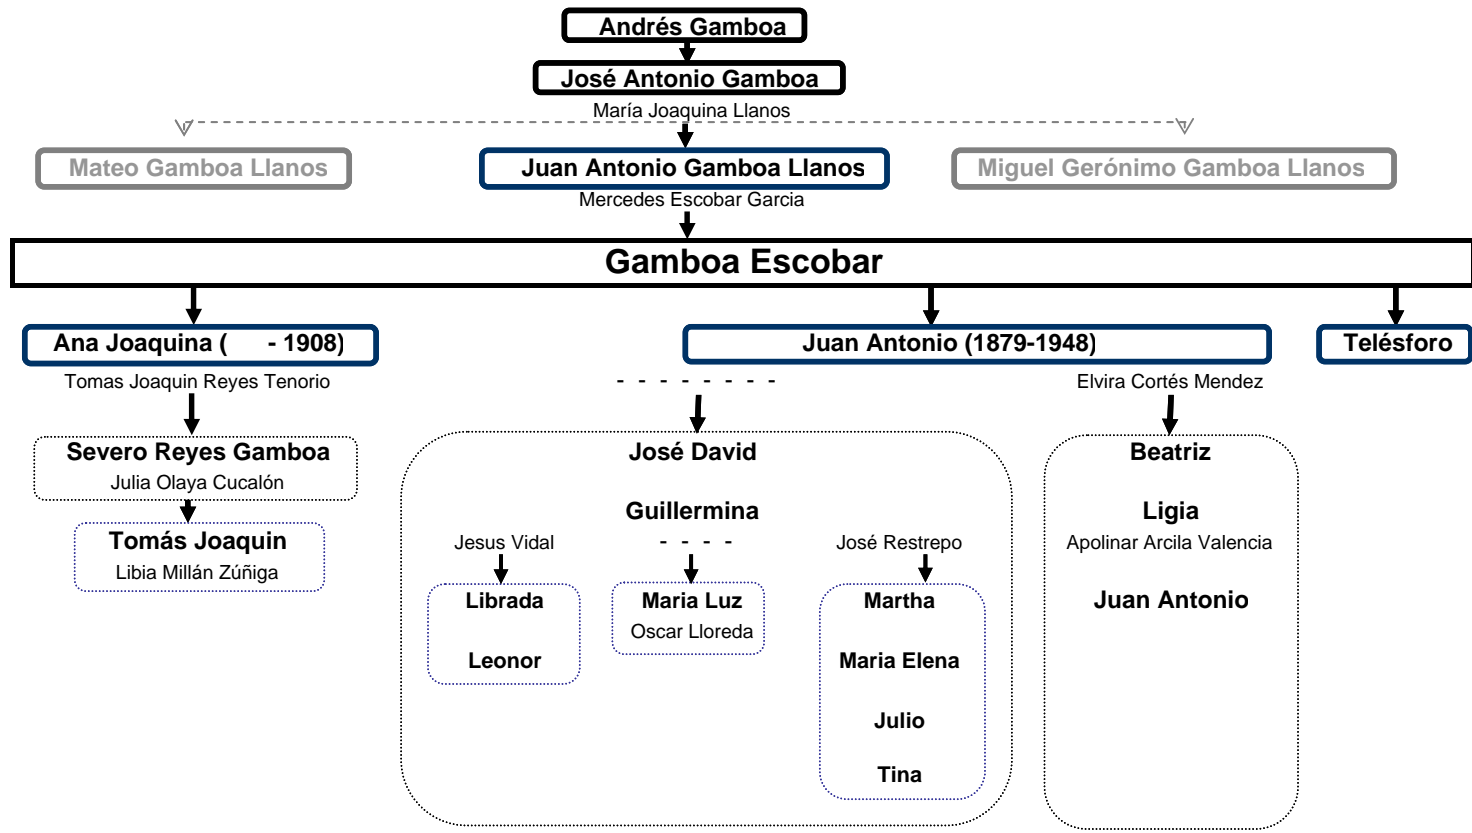 Andrés Gamboa
José Antonio Gamboa
María Joaquina Llanos
Mateo Gamboa Llanos
Juan Antonio Gamboa Llanos
Miguel Gerónimo Gamboa Llanos
Mercedes Escobar Garcia
Gamboa Escobar
Ana Joaquina (      - 1908)
Juan Antonio (1879-1948)
Telésforo
Tomas Joaquin Reyes Tenorio
- - - - - - - -
Elvira Cortés Mendez
Severo Reyes Gamboa
Julia Olaya Cucalón
Tomás Joaquin
Libia Millán Zúñiga
José David
Guillermina
Jesus Vidal
- - - -
José Restrepo
Librada
Leonor
Maria Luz
Oscar Lloreda
Martha
Maria Elena
Julio
Tina
Beatriz
Ligia
Apolinar Arcila Valencia
Juan Antonio